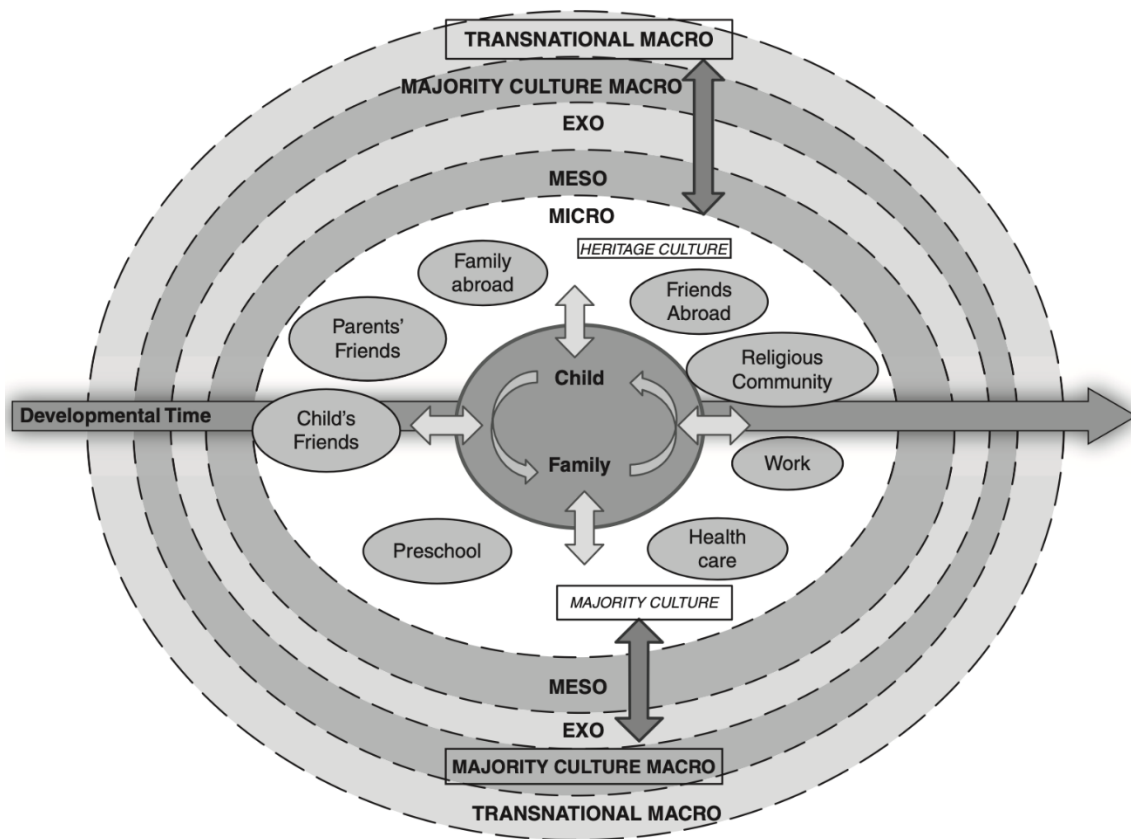 TRANSNATIONAL MACRO
MAJORITY CULTURE MACRO
EXO
MESO
MICRO
HERITAGE CULTURE
Family
abroad
Friends
Abroad
Parents'
Friends
Religious
Community
Child
Developmental Time
Child's
Friends
Family
Work
Preschool
Health
care
MAJORITY CULTURE
MESO
EXO
MAJORITY CULTURE MACRO
TRANSNATIONAL MACRO